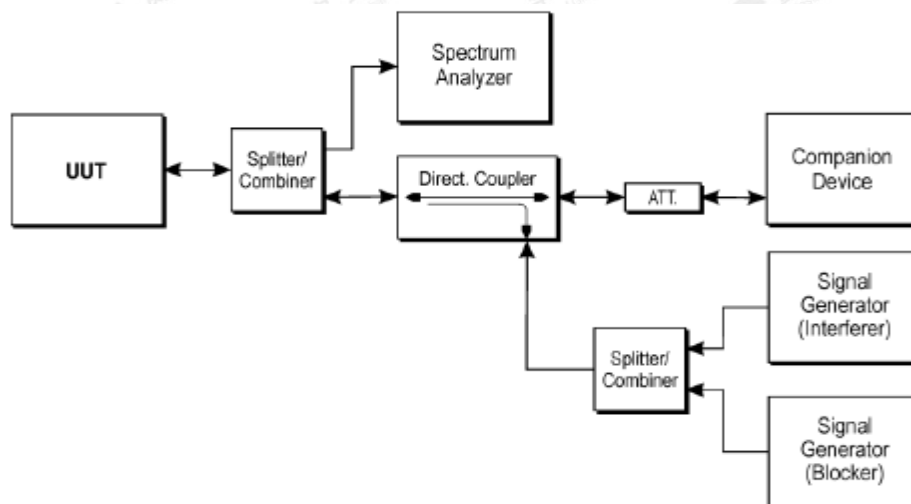 Spectrum
Analyzer
UUT
Splitter/
Combiner
Direct. Coupler
ATT.
Companion
Device
Signal
Generator
(Interferer)
Splitter/
Combiner
Signal
Generator
(Blocker)